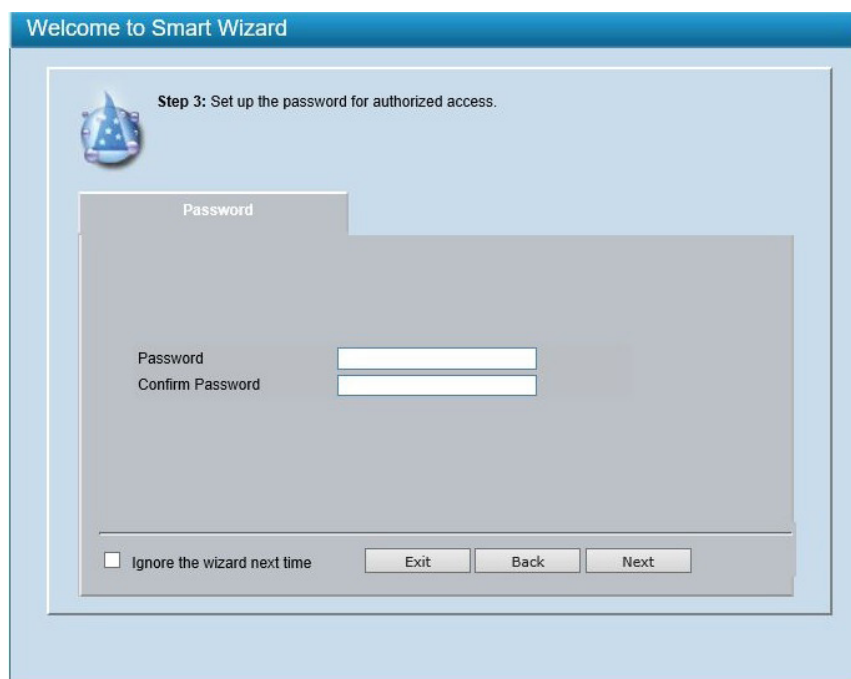 Welcome to Smart Wizard
Step 3: Set up the password for authorized access.
Password
Password
Confirm Password
Ignore the wizard next time Exit Back Next